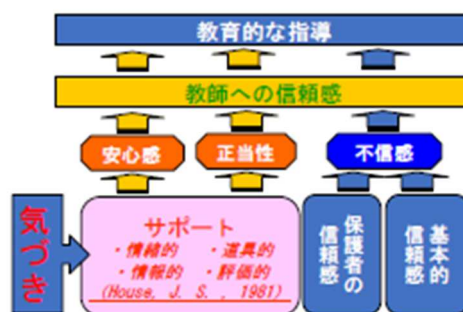 教育的な指導
教師への信頼感
安心感
正当性
不信感
気づき
サポート
・情緒的 ・道具的
・情報的 ・評価的
(House, J. S. , 1981)
保護者の
信頼感
基本的
信頼感